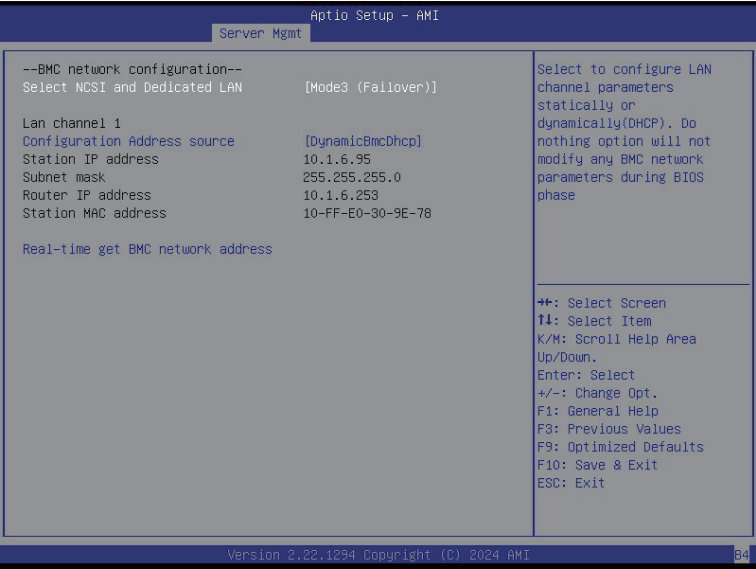 Aptio Setup – AMI
Server Mgmt
--BMC network configuration--
Select NCSI and Dedicated LAN [Mode3 (Failover)]
Lan channel 1
Configuration Address source [DynamicBmcDhcp]
Station IP address 10.1.6.95
Subnet mask 255.255.255.0
Router IP address 10.1.6.253
Station MAC address 10-FF-E0-30-9E-78
Real-time get BMC network address
Select to configure LAN
channel parameters
statically or
dynamically(DHCP). Do
nothing option will not
modify any BMC network
parameters during BIOS
phase
→←: Select Screen
↑↓: Select Item
K/M: Scroll Help Area
Up/Down.
Enter: Select
+/-: Change Opt.
F1: General Help
F3: Previous Values
F9: Optimized Defaults
F10: Save & Exit
ESC: Exit
Version 2.22.1294 Copyright (C) 2024 AMI
B4